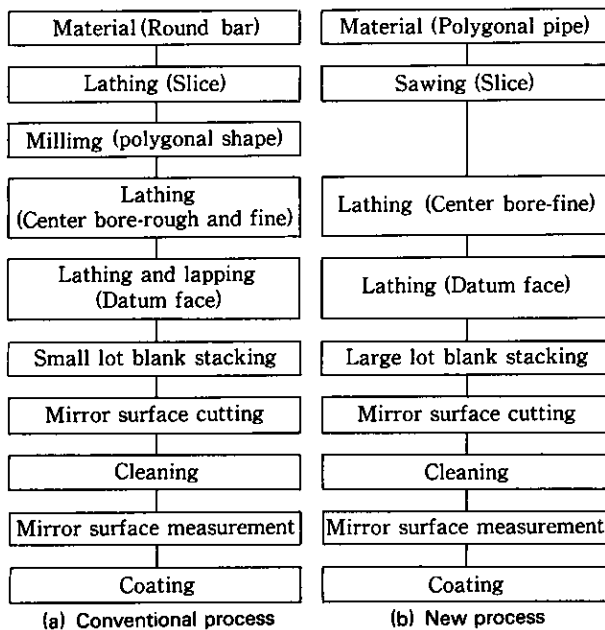 Material (Round bar)
Lathing (Slice)
Millimg (polygonal shape)
Lathing
(Center bore-rough and fine)
Lathing and lapping
(Datum face)
Small lot blank stacking
Mirror surface cutting
Cleaning
Mirror surface measurement
Coating
(a) Conventional process
Material (Polygonal pipe)
Sawing (Slice)
Lathing (Center bore-fine)
Lathing (Datum face)
Large lot blank stacking
Mirror surface cutting
Cleaning
Mirror surface measurement
Coating
(b) New process